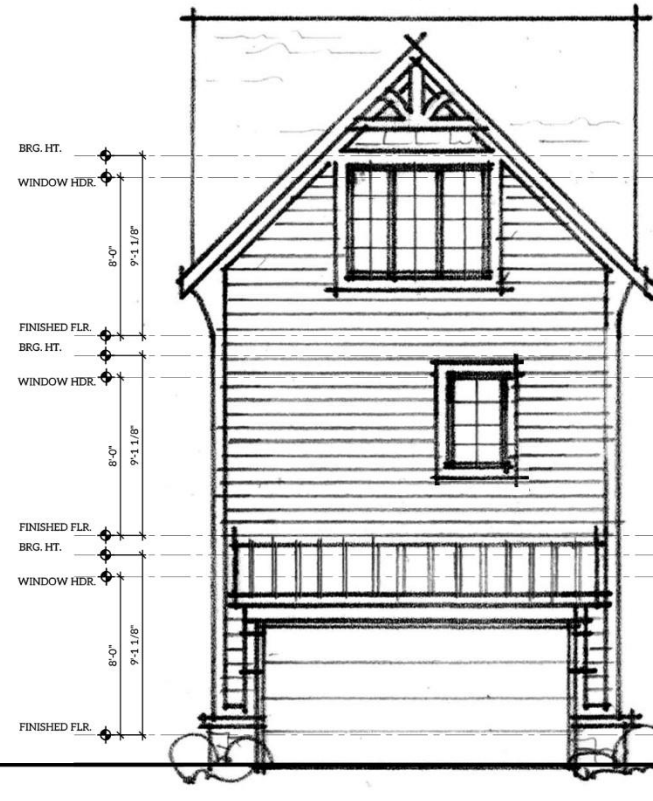 BRG. HT.
WINDOW HDR.
8'-0"
9'-1 1/8"
FINISHED FLR.
BRG. HT.
WINDOW HDR.
8'-0"
9'-1 1/8"
FINISHED FLR.
BRG. HT.
WINDOW HDR.
8'-0"
9'-1 1/8"
FINISHED FLR.